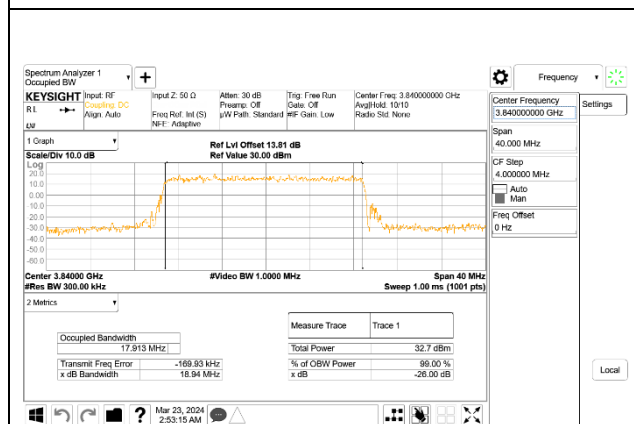 Spectrum Analyzer 1
Occupied BW
Frequency
KEYSIGHT
Input: RF
Coupling: DC
Align: Auto
Input Z: 50 Ω
Freq Ref: Int (S)
NFE: Adaptive
Atten: 30 dB
Preamp: Off
µW Path: Standard
Trig: Free Run
Gate: Off
#IF Gain: Low
Center Freq: 3.840000000 GHz
Avg|Hold: 10/10
Radio Std: None
R L
Center Frequency
3.840000000 GHz
Settings
Span
40.000 MHz
CF Step
4.000000 MHz
Auto
Man
Freq Offset
0 Hz
Local
1 Graph
Scale/Div 10.0 dB
Ref Lvl Offset 13.81 dB
Ref Value 30.00 dBm
Log
20.0
10.0
0.00
-10.0
-20.0
-30.0
-40.0
-50.0
-60.0
Center 3.84000 GHz
#Video BW 1.0000 MHz
Span 40 MHz
#Res BW 300.00 kHz
Sweep 1.00 ms (1001 pts)
2 Metrics
Occupied Bandwidth
17.913 MHz
Transmit Freq Error -169.93 kHz
x dB Bandwidth 18.94 MHz
Measure Trace Trace 1
Total Power 32.7 dBm
% of OBW Power 99.00 %
x dB -26.00 dB
Mar 23, 2024
2:53:15 AM